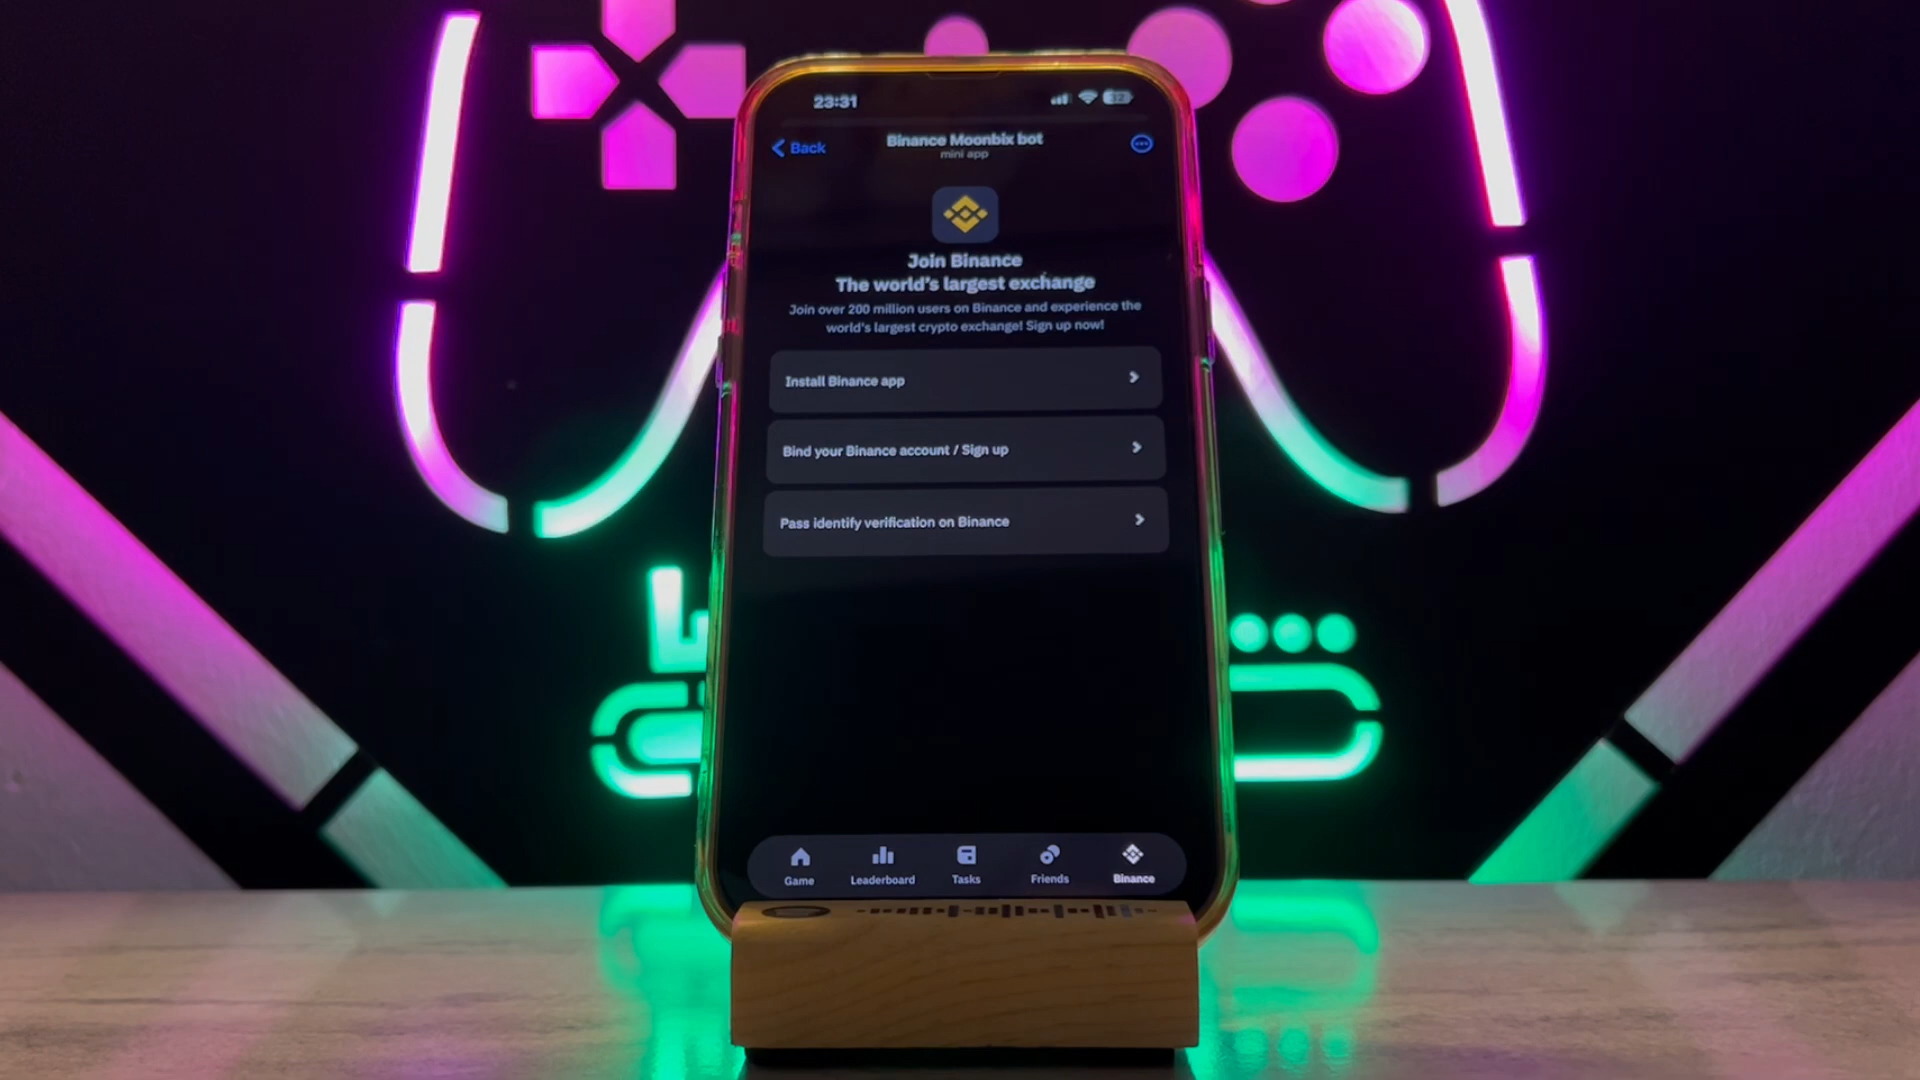 23:31
32
Back
Binance Moonbix bot
mini app
Join Binance
The world's largest exchange
Join over 200 million users on Binance and experience the
world's largest crypto exchange! Sign up now!
Install Binance app
Bind your Binance account / Sign up
Pass identify verification on Binance
Game
Leaderboard
Tasks
Friends
Binance